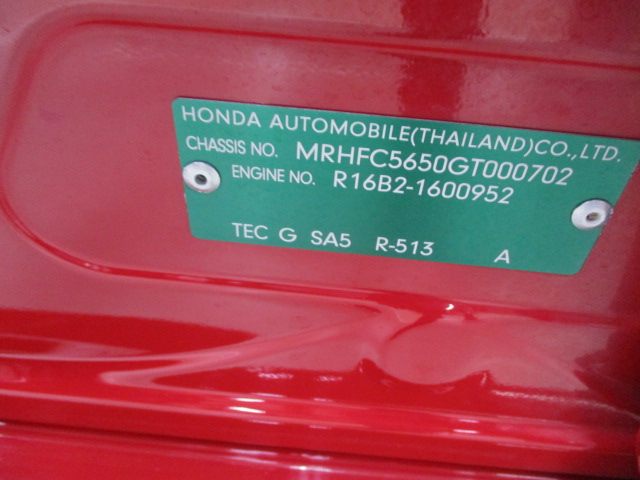 HONDA AUTOMOBILE(THAILAND)CO.,LTD.
CHASSIS NO. MRHFC5650GT000702
ENGINE NO. R16B2-1600952
TEC G SA5 R-513 A